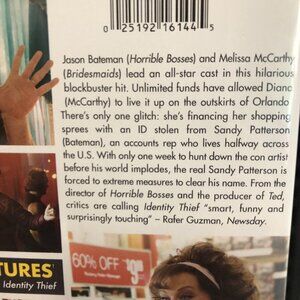 0 25192 16144 5
Jason Bateman (Horrible Bosses) and Melissa McCarthy
(Bridesmaids) lead an all-star cast in this hilarious
blockbuster hit. Unlimited funds have allowed Diana
(McCarthy) to live it up on the outskirts of Orlando.
There's only one glitch: she's financing her shopping
sprees with an ID stolen from Sandy Patterson
(Bateman), an accounts rep who lives halfway across
the U.S. With only one week to hunt down the con artist
before his world implodes, the real Sandy Patterson is
forced to extreme measures to clear his name. From the
director of Horrible Bosses and the producer of Ted,
critics are calling Identity Thief "smart, funny and
surprisingly touching" – Rafer Guzman, Newsday.
TURES
Identity Thief
60% OFF